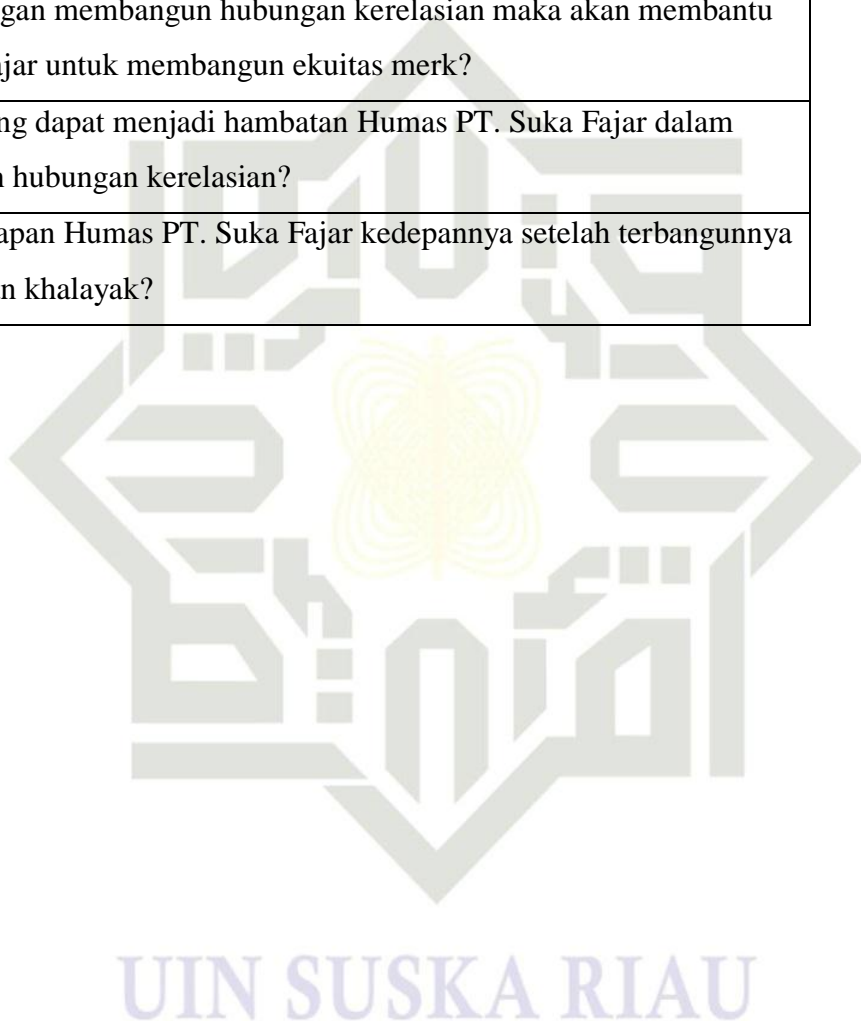 gan membangun hubungan kerelasian maka akan membantu
ajar untuk membangun ekuitas merk?
ng dapat menjadi hambatan Humas PT. Suka Fajar dalam
n hubungan kerelasian?
apan Humas PT. Suka Fajar kedepannya setelah terbangunnya
an khalayak?
UIN SUSKA RIAU